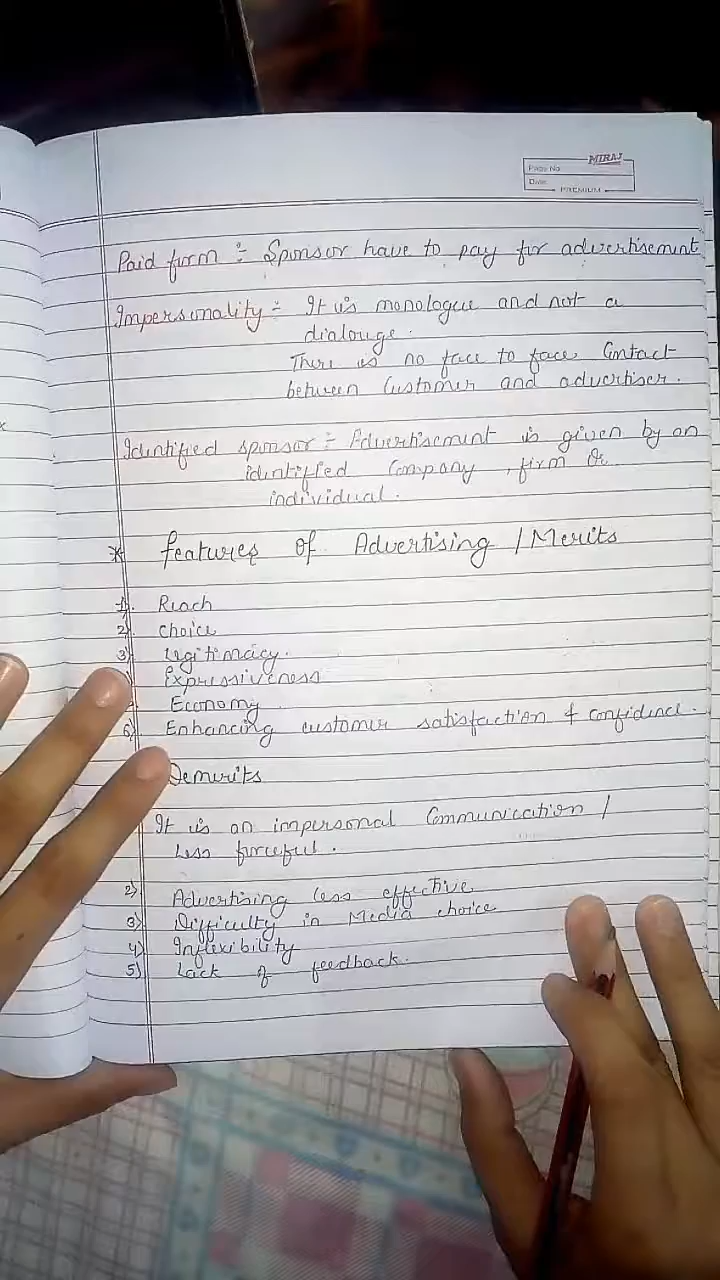 MIRAJ
Page No
Date
PREMIUM
Paid form :- Sponsor have to pay for advertisement
Impersonality :- It is monologue and not a
dialouge.
There is no face to face Contact
between Customer and advertiser.
Identified sponsor :- Advertisement is given by an
identified Company, firm or
individual.
* features of Advertising / Merits
1). Reach
2) choice
3) Legitimacy.
Expressiveness
Economy
6) Enhancing customer satisfaction & confidence.
Demerits
It is an impersonal Communication /
Less forceful.
2) Advertising less effective
3) Difficulty in Media choice
4) Inflexibility
5) Lack of feedback.